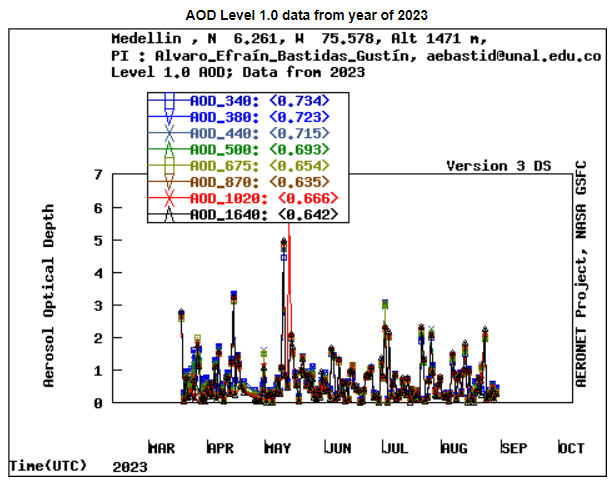 AOD Level 1.0 data from year of 2023
Medellin , N  6.261, W  75.578, Alt 1471 m,
PI : Alvaro_Efraín_Bastidas_Gustín, aebastid@unal.edu.co
Level 1.0 AOD; Data from 2023
AOD_340: <0.734>
AOD_380: <0.723>
AOD_440: <0.715>
AOD_500: <0.693>
AOD_675: <0.654>
AOD_870: <0.635>
AOD_1020: <0.666>
AOD_1640: <0.642>
Version 3 DS
7
6
5
4
3
2
1
0
Aerosol Optical Depth
AERONET Project, NASA GSFC
MAR APR MAY JUN JUL AUG SEP OCT
Time(UTC) 2023